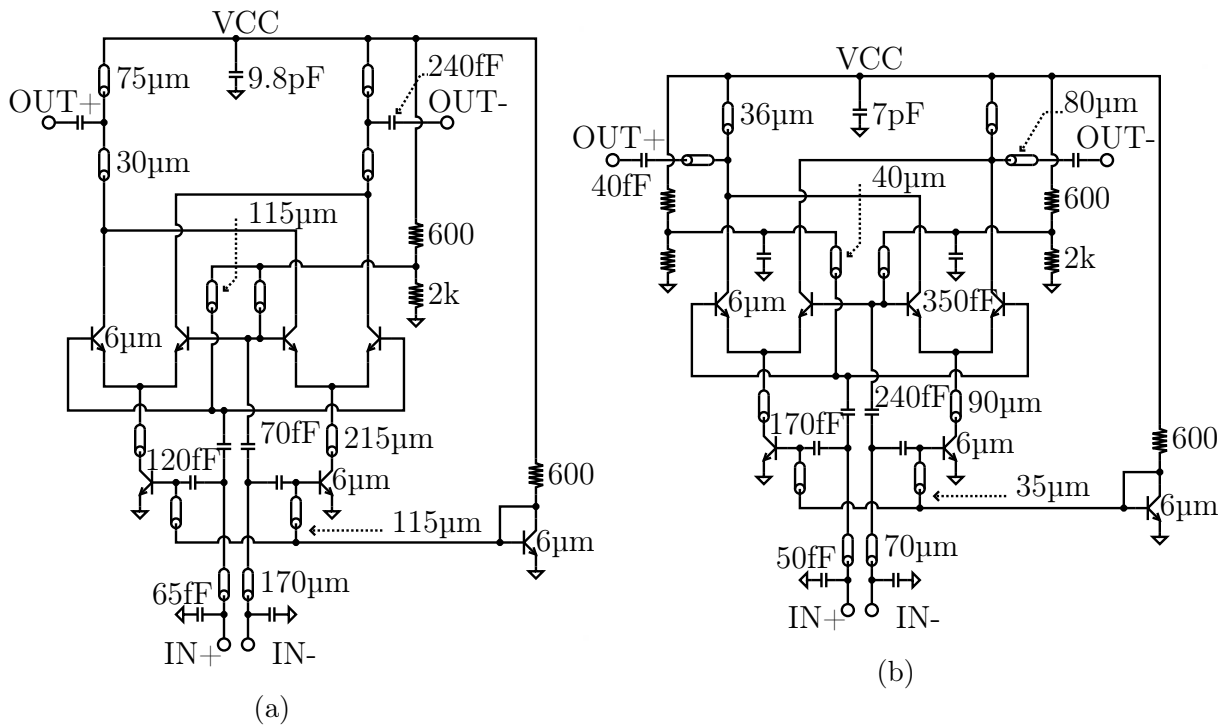 VCC
75µm
9.8pF
240fF
OUT+
OUT-
30µm
115µm
600
2k
6µm
70fF
215µm
120fF
6µm
600
115µm
6µm
65fF
170µm
IN+
IN-
(a)
VCC
36µm
7pF
80µm
OUT+
OUT-
40fF
40µm
600
2k
6µm
350fF
240fF
90µm
170fF
6µm
600
35µm
6µm
50fF
70µm
IN+
IN-
(b)